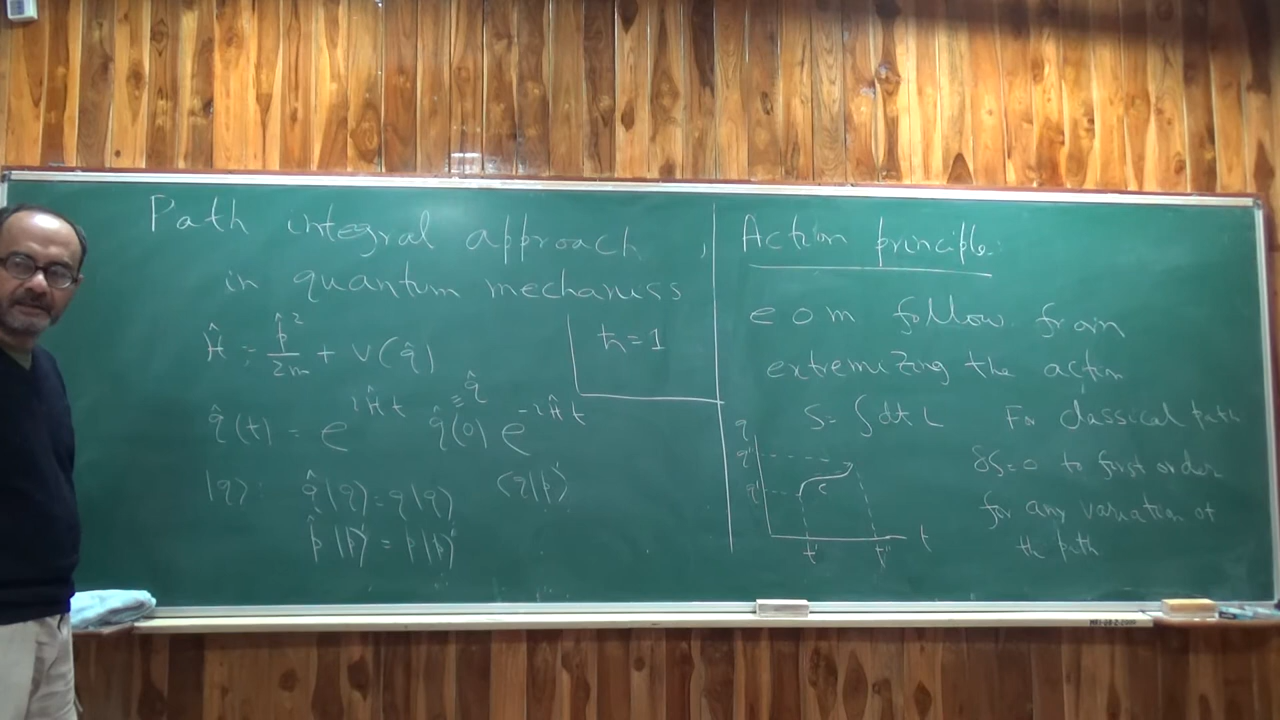 Path integral approach,
in quantum mechanics
Ĥ = p̂²/2m + V(q̂)
ħ = 1
q̂(t) = e^{iĤt} q̂(0) e^{-iĤt}
= q̂
|q⟩: q̂|q⟩ = q|q⟩ ⟨q|p⟩
p̂|p⟩ = p|p⟩
Action principle:
eom follow from
extremizing the action
S = ∫dt L For classical path
δS=0 to first order
for any variation of
the path
q
q''
q'
t' t'' t